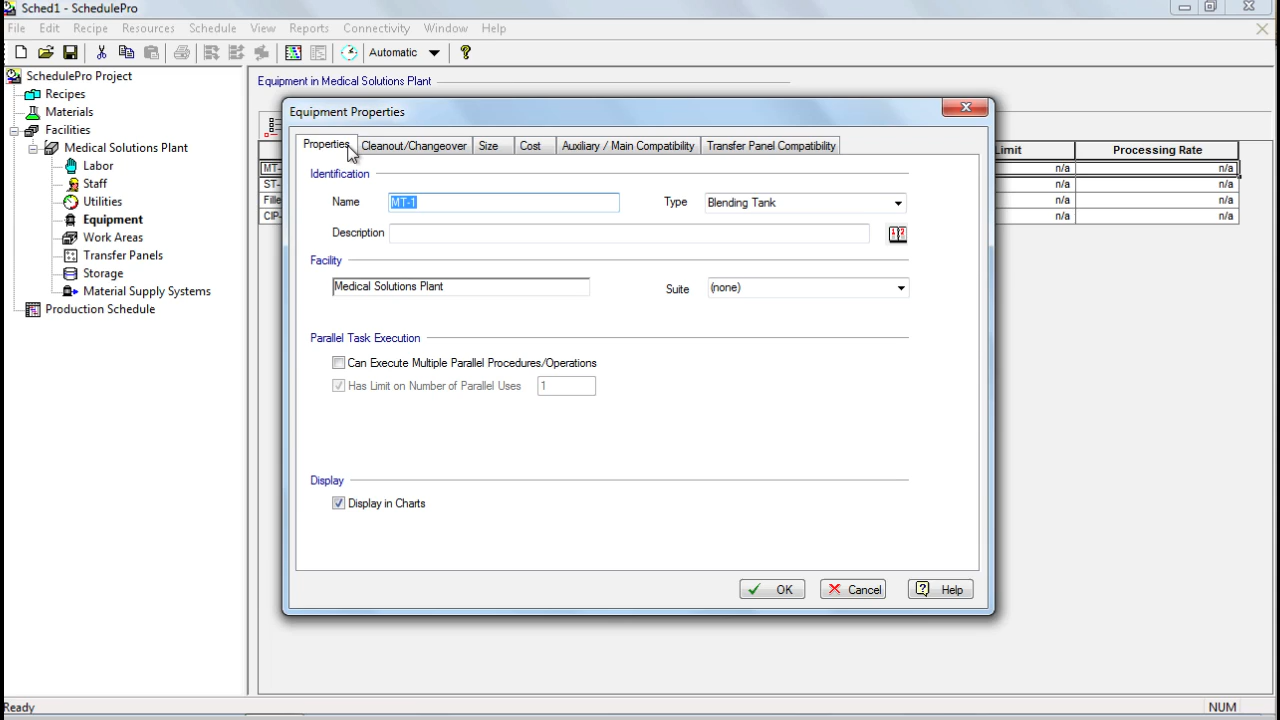 Sched1 - SchedulePro
File Edit Recipe Resources Schedule View Reports Connectivity Window Help
Automatic
SchedulePro Project
Recipes
Materials
Facilities
Medical Solutions Plant
Labor
Staff
Utilities
Equipment
Work Areas
Transfer Panels
Storage
Material Supply Systems
Production Schedule
Equipment in Medical Solutions Plant
Processing Rate
n/a n/a
n/a n/a
n/a n/a
n/a n/a
Equipment Properties
Properties Cleanout/Changeover Size Cost Auxiliary / Main Compatibility Transfer Panel Compatibility
Identification
Name MT-1 Type Blending Tank
Description
Facility
Medical Solutions Plant Suite (none)
Parallel Task Execution
Can Execute Multiple Parallel Procedures/Operations
Has Limit on Number of Parallel Uses 1
Display
Display in Charts
OK Cancel Help
Ready NUM